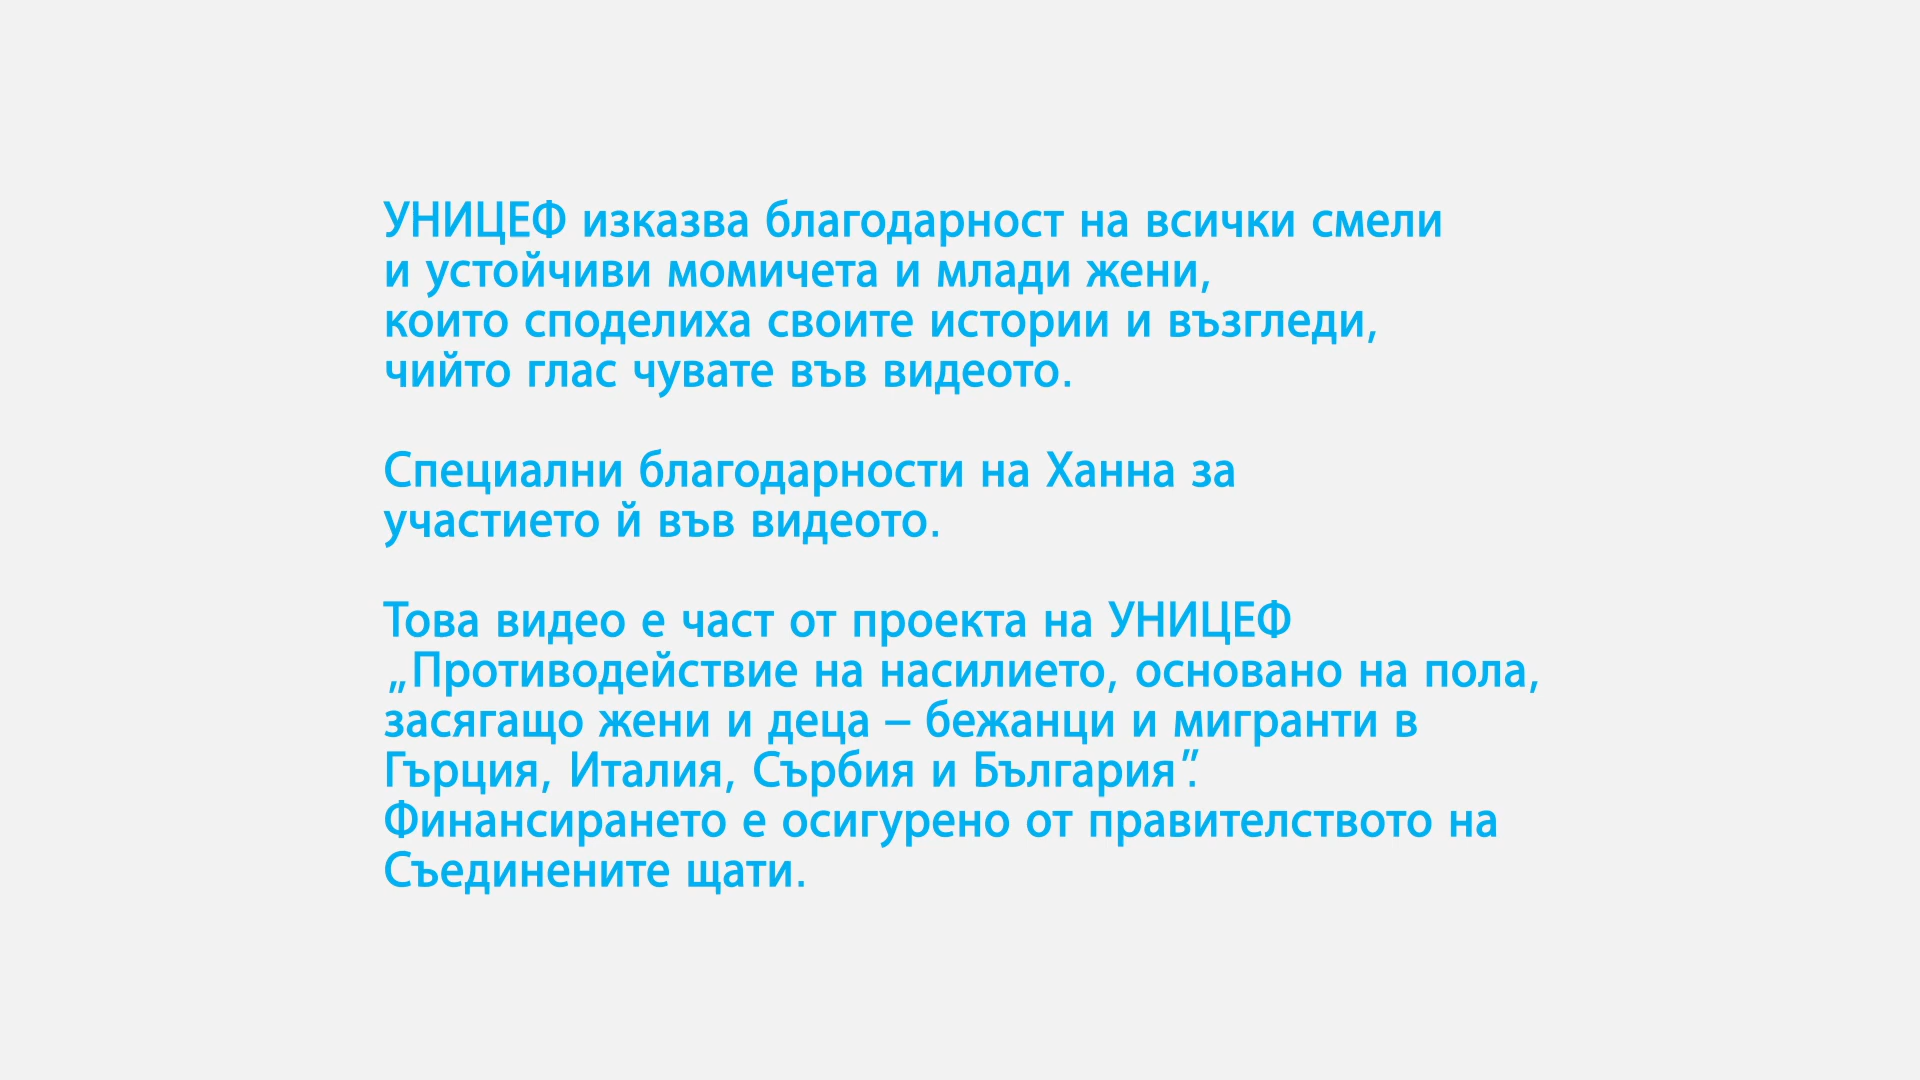 УНИЦЕФ изказва благодарност на всички смели
и устойчиви момичета и млади жени,
които споделиха своите истории и възгледи,
чийто глас чувате във видеото.
Специални благодарности на Ханна за
участието й във видеото.
Това видео е част от проекта на УНИЦЕФ
„Противодействие на насилието, основано на пола,
засягащо жени и деца – бежанци и мигранти в
Гърция, Италия, Сърбия и България”.
Финансирането е осигурено от правителството на
Съединените щати.